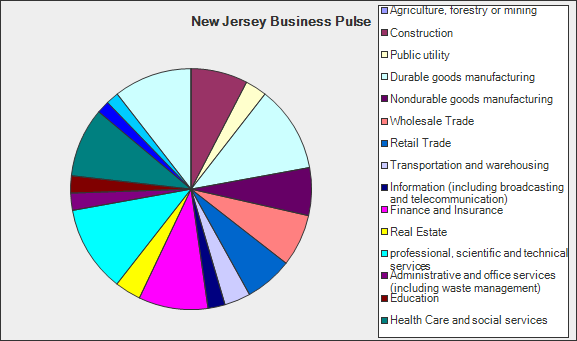 New Jersey Business Pulse
Agriculture, forestry or mining
Construction
Public utility
Durable goods manufacturing
Nondurable goods manufacturing
Wholesale Trade
Retail Trade
Transportation and warehousing
Information (including broadcasting
and telecommunication)
Finance and Insurance
Real Estate
professional, scientific and technical
services
Administrative and office services
(including waste management)
Education
Health Care and social services